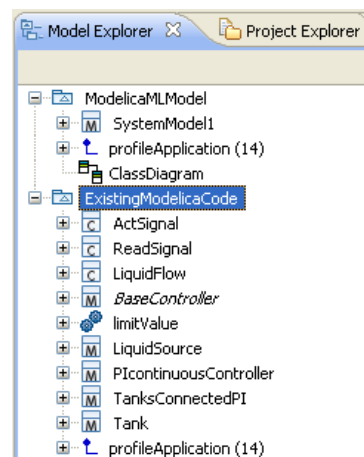 Model Explorer Project Explorer
ModelicaMLModel
M SystemModel1
profileApplication (14)
ClassDiagram
ExistingModelicaCode
C ActSignal
C ReadSignal
C LiquidFlow
M BaseController
limitValue
M LiquidSource
M PIcontinuousController
M TanksConnectedPI
M Tank
profileApplication (14)